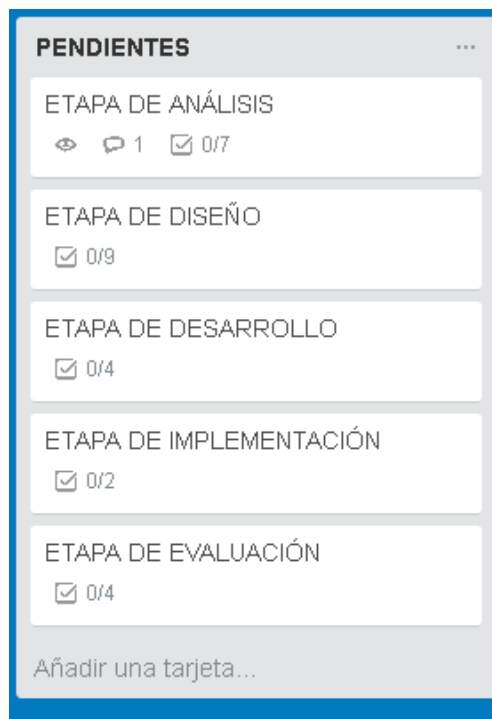 PENDIENTES
ETAPA DE ANÁLISIS
1 0/7
ETAPA DE DISEÑO
0/9
ETAPA DE DESARROLLO
0/4
ETAPA DE IMPLEMENTACIÓN
0/2
ETAPA DE EVALUACIÓN
0/4
Añadir una tarjeta...